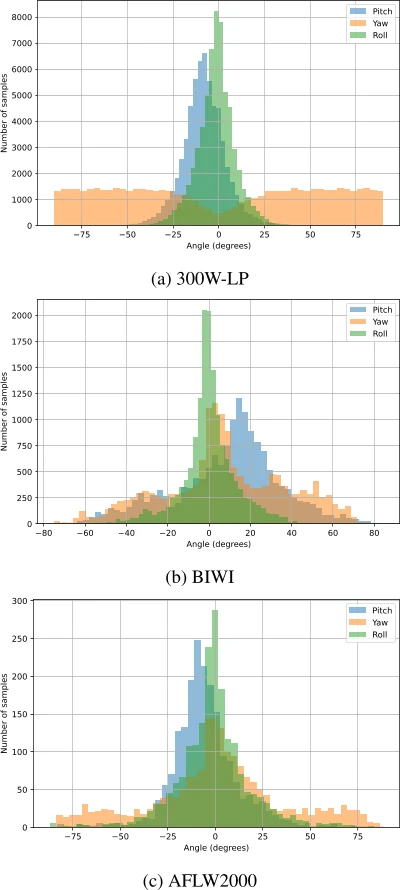 8000
7000
6000
5000
4000
3000
2000
1000
0
Number of samples
Pitch
Yaw
Roll
−75 −50 −25 0 25 50 75
Angle (degrees)
(a) 300W-LP
2000
1750
1500
1250
1000
750
500
250
0
Number of samples
Pitch
Yaw
Roll
−80 −60 −40 −20 0 20 40 60 80
Angle (degrees)
(b) BIWI
300
250
200
150
100
50
0
Number of samples
Pitch
Yaw
Roll
−75 −50 −25 0 25 50 75
Angle (degrees)
(c) AFLW2000